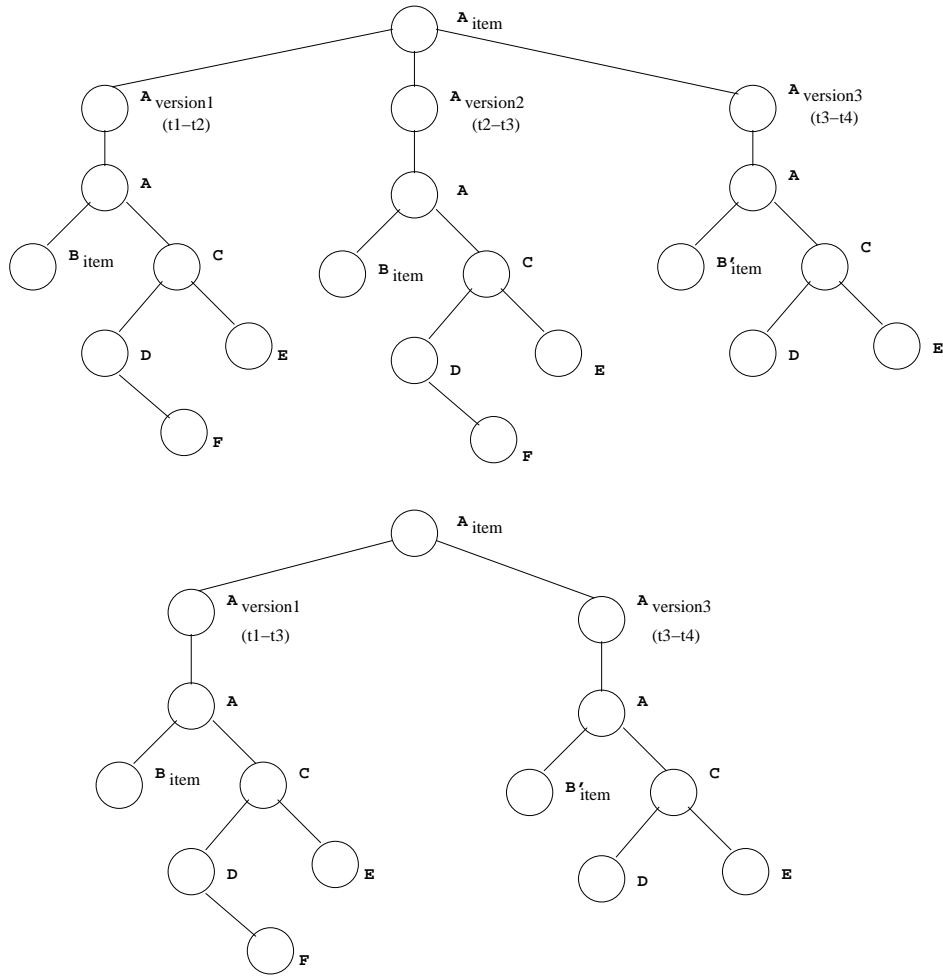 A item
A version1
(t1–t2)
A version2
(t2–t3)
A version3
(t3–t4)
A
A
A
B item
C
B item
C
B' item
C
D
E
D
E
D
E
F
F
A item
A version1
(t1–t3)
A version3
(t3–t4)
A
A
B item
C
B' item
C
D
E
D
E
F